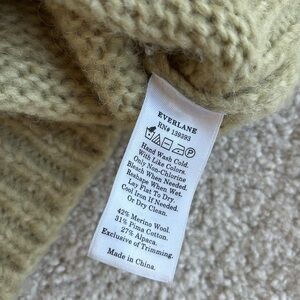 EVERLANE
RN# 139393
Hand Wash Cold.
With Like Colors.
Only Non-Chlorine
Bleach When Needed.
Reshape When Wet.
Lay Flat To Dry.
Cool Iron If Needed.
Or Dry Clean.
42% Merino Wool.
31% Pima Cotton.
27% Alpaca.
Exclusive of Trimming.
Made in China.